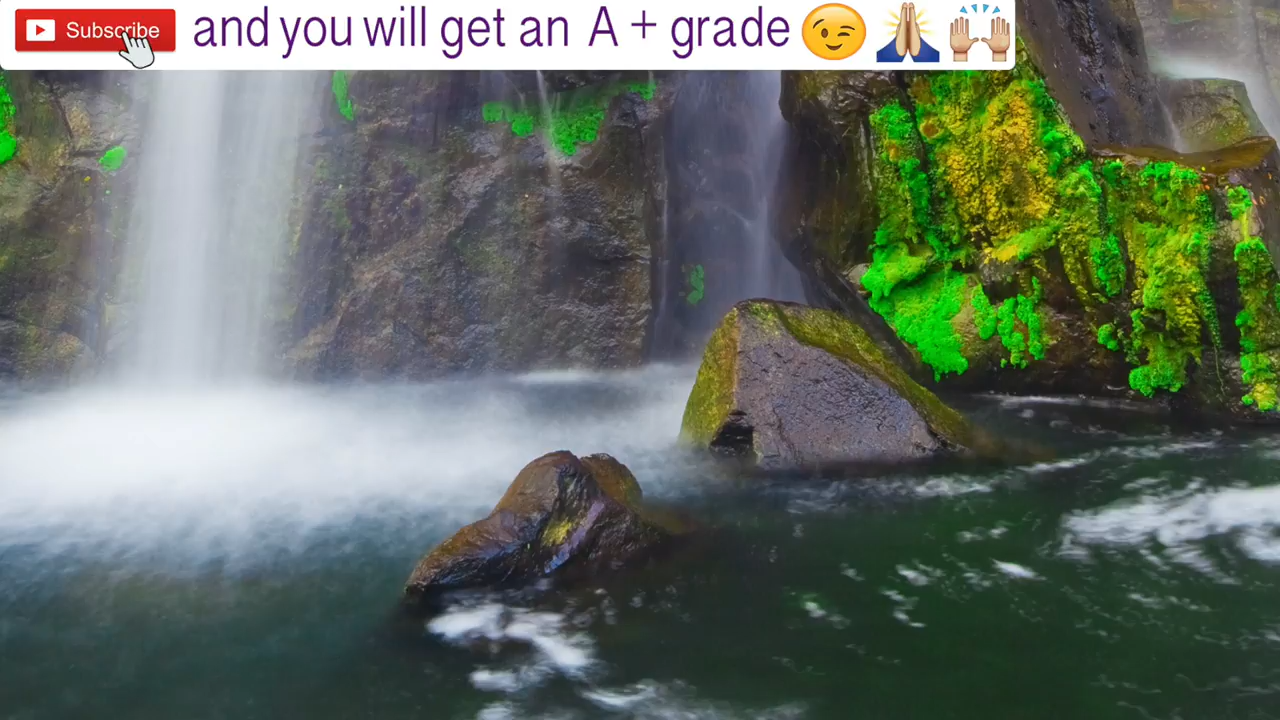 Subscribe and you will get an A + grade 😉 🙏 🙌